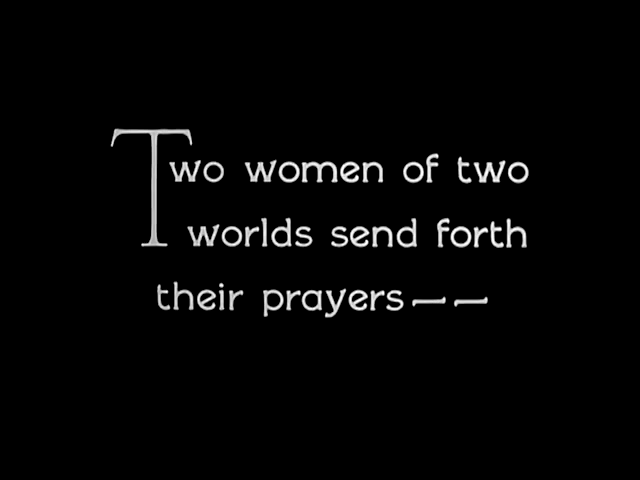 Two women of two
worlds send forth
their prayers——